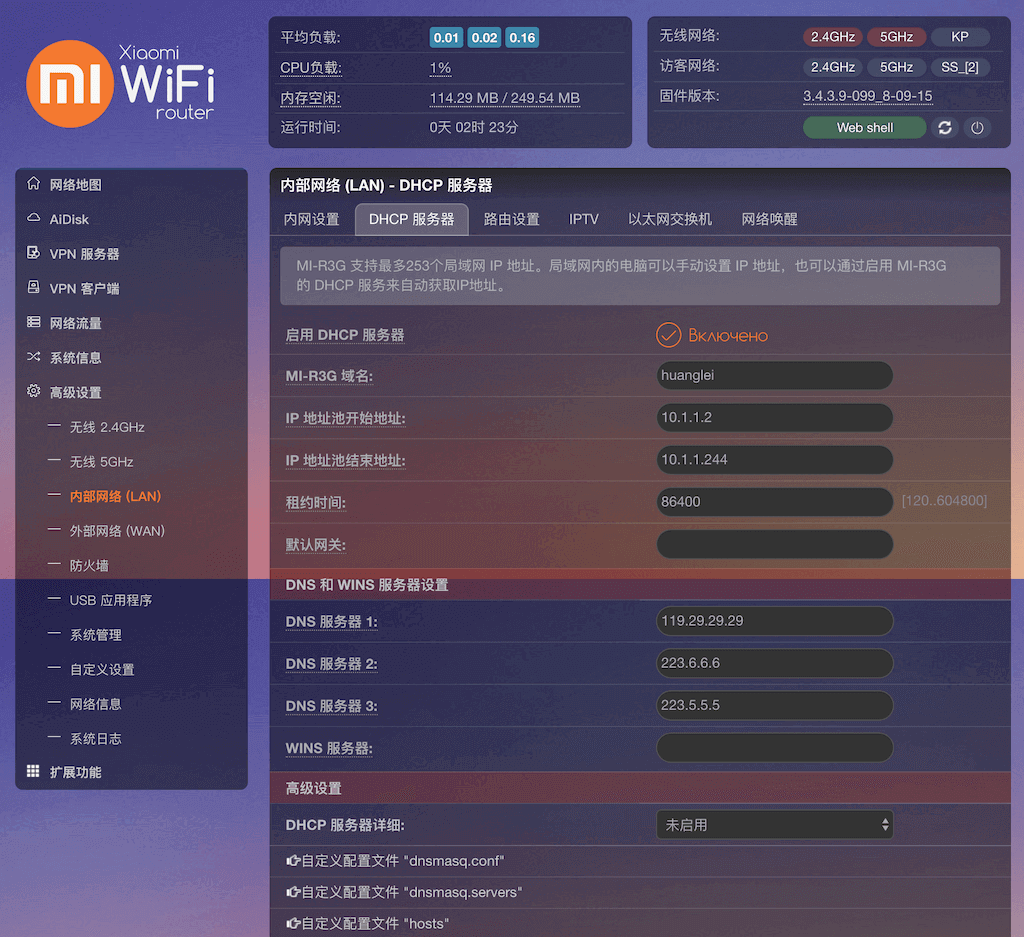 Xiaomi
WiFi
router
平均负载: 0.01 0.02 0.16
CPU负载: 1%
内存空闲: 114.29 MB / 249.54 MB
运行时间: 0天 02时 23分
无线网络: 2.4GHz 5GHz KP
访客网络: 2.4GHz 5GHz SS_[2]
固件版本: 3.4.3.9-099_8-09-15
Web shell
网络地图
AiDisk
VPN 服务器
VPN 客户端
网络流量
系统信息
高级设置
无线 2.4GHz
无线 5GHz
内部网络 (LAN)
外部网络 (WAN)
防火墙
USB 应用程序
系统管理
自定义设置
网络信息
系统日志
扩展功能
内部网络 (LAN) - DHCP 服务器
内网设置 DHCP 服务器 路由设置 IPTV 以太网交换机 网络唤醒
MI-R3G 支持最多253个局域网 IP 地址。局域网内的电脑可以手动设置 IP 地址，也可以通过启用 MI-R3G
的 DHCP 服务来自动获取IP地址。
启用 DHCP 服务器 Включено
MI-R3G 域名: huanglei
IP 地址池开始地址: 10.1.1.2
IP 地址池结束地址: 10.1.1.244
租约时间: 86400 [120..604800]
默认网关:
DNS 和 WINS 服务器设置
DNS 服务器 1: 119.29.29.29
DNS 服务器 2: 223.6.6.6
DNS 服务器 3: 223.5.5.5
WINS 服务器:
高级设置
DHCP 服务器详细: 未启用
自定义配置文件 "dnsmasq.conf"
自定义配置文件 "dnsmasq.servers"
自定义配置文件 "hosts"